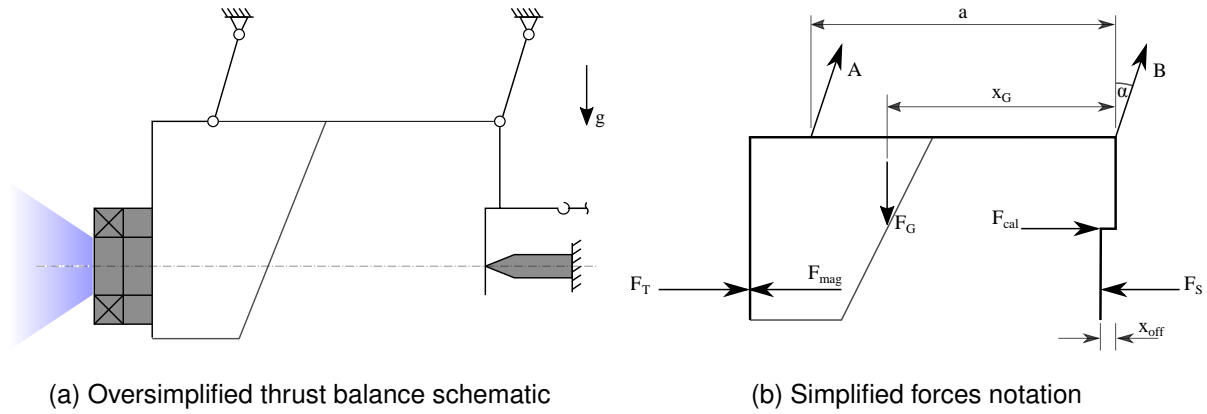 g
(a) Oversimplified thrust balance schematic
a
A
B
α
x_G
F_G
F_cal
F_T
F_mag
F_S
x_off
(b) Simplified forces notation